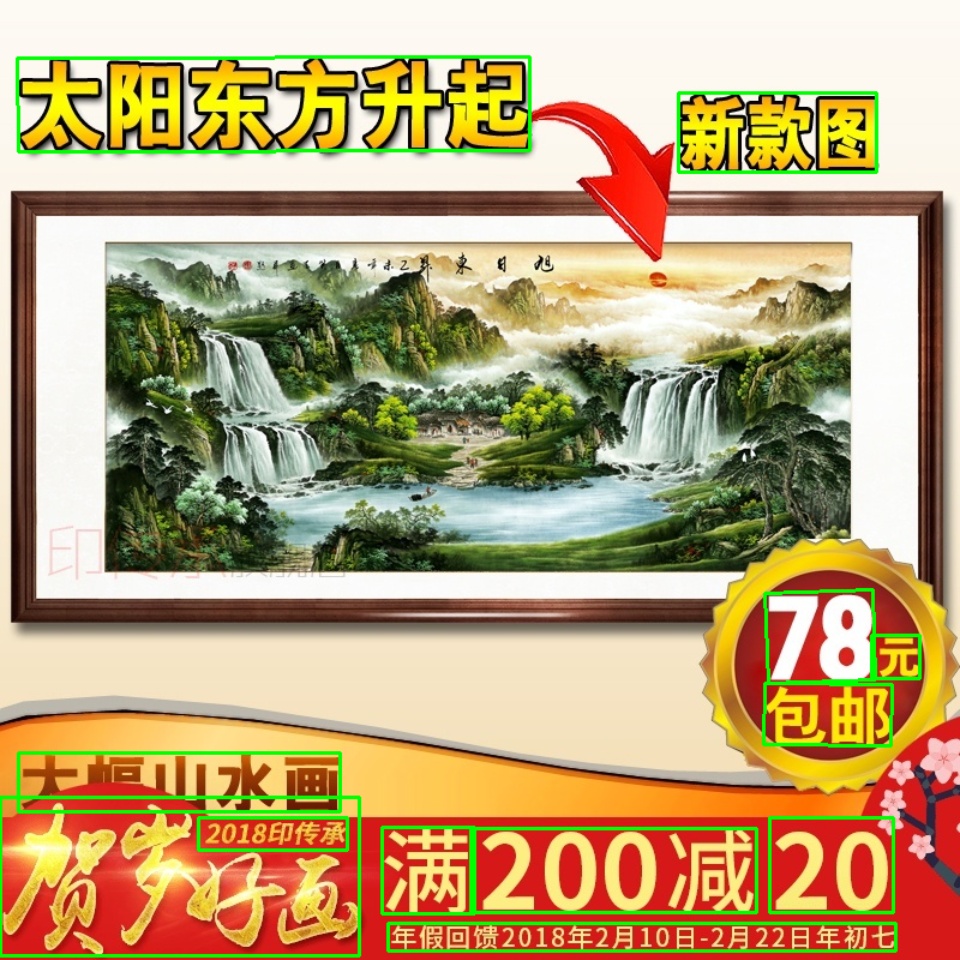 太阳东方升起
新款图
旭日東昇
78元
包邮
大幅山水画
2018印传承
贺岁好画
满200减20
年假回馈2018年2月10日-2月22日年初七